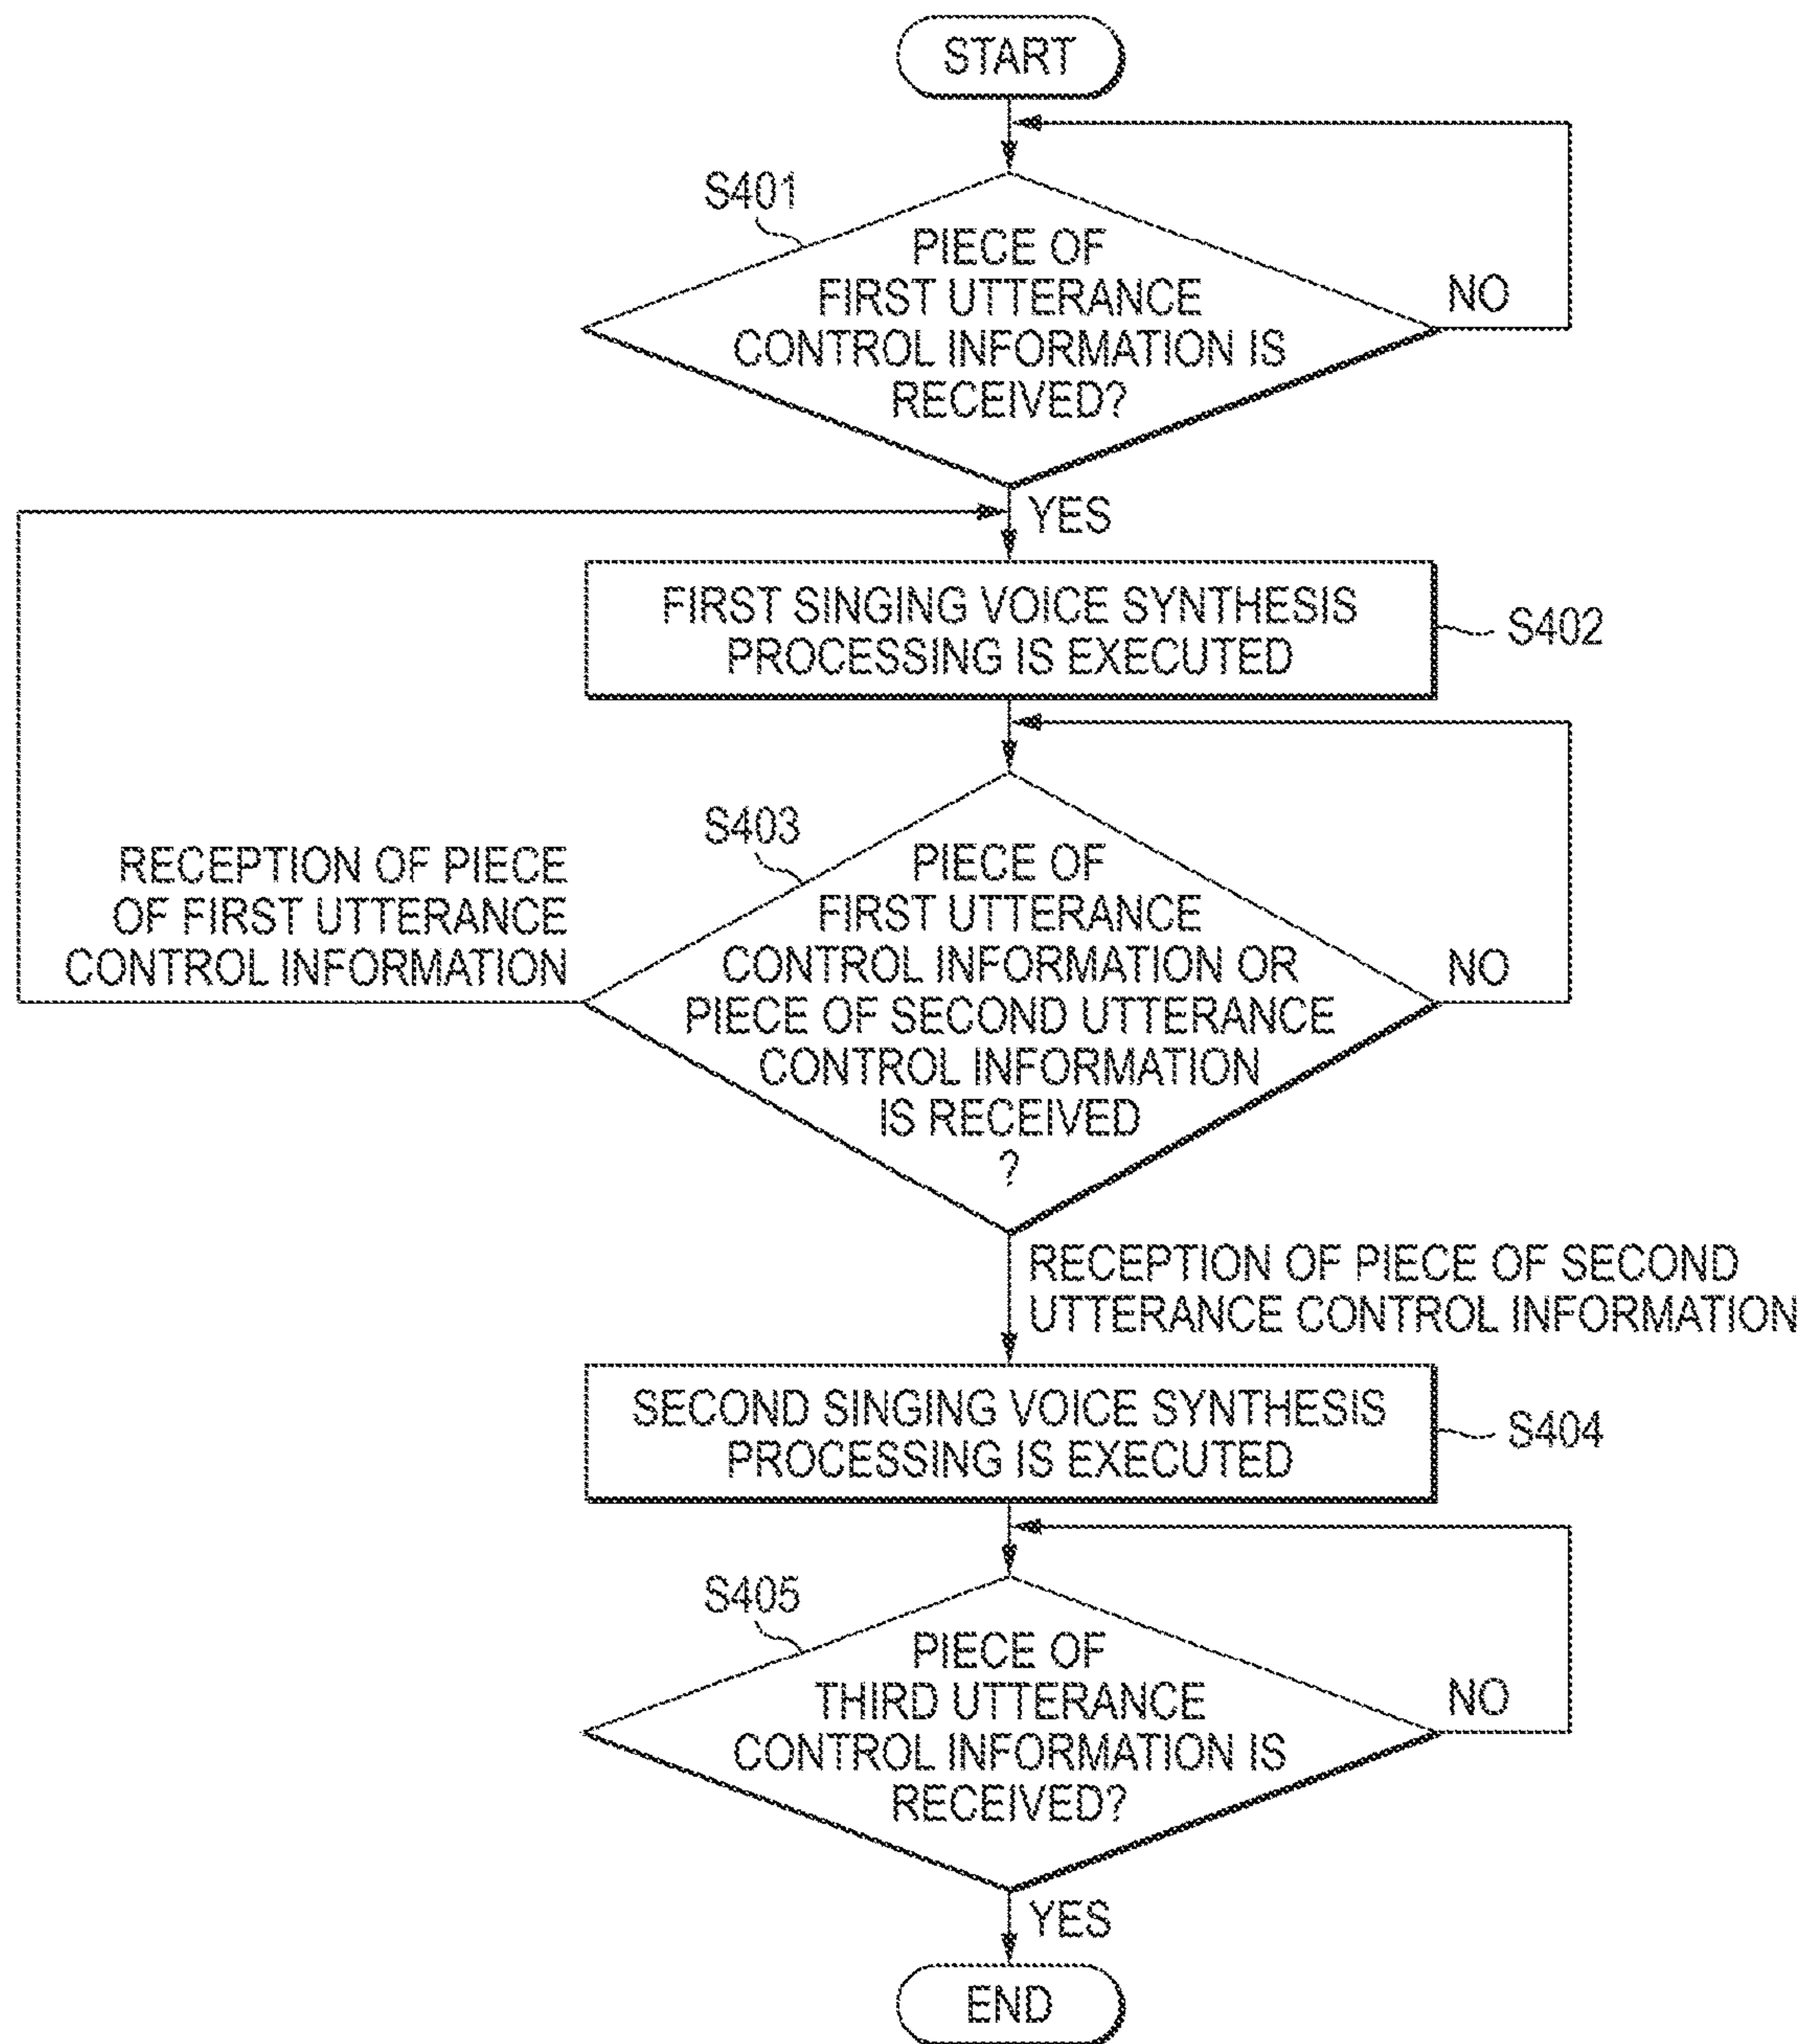 START
S401
PIECE OF
FIRST UTTERANCE
CONTROL INFORMATION IS
RECEIVED?
NO
YES
FIRST SINGING VOICE SYNTHESIS
PROCESSING IS EXECUTED
S402
S403
RECEPTION OF PIECE
OF FIRST UTTERANCE
CONTROL INFORMATION
PIECE OF
FIRST UTTERANCE
CONTROL INFORMATION OR
PIECE OF SECOND UTTERANCE
CONTROL INFORMATION
IS RECEIVED
?
NO
RECEPTION OF PIECE OF SECOND
UTTERANCE CONTROL INFORMATION
SECOND SINGING VOICE SYNTHESIS
PROCESSING IS EXECUTED
S404
S405
PIECE OF
THIRD UTTERANCE
CONTROL INFORMATION IS
RECEIVED?
NO
YES
END